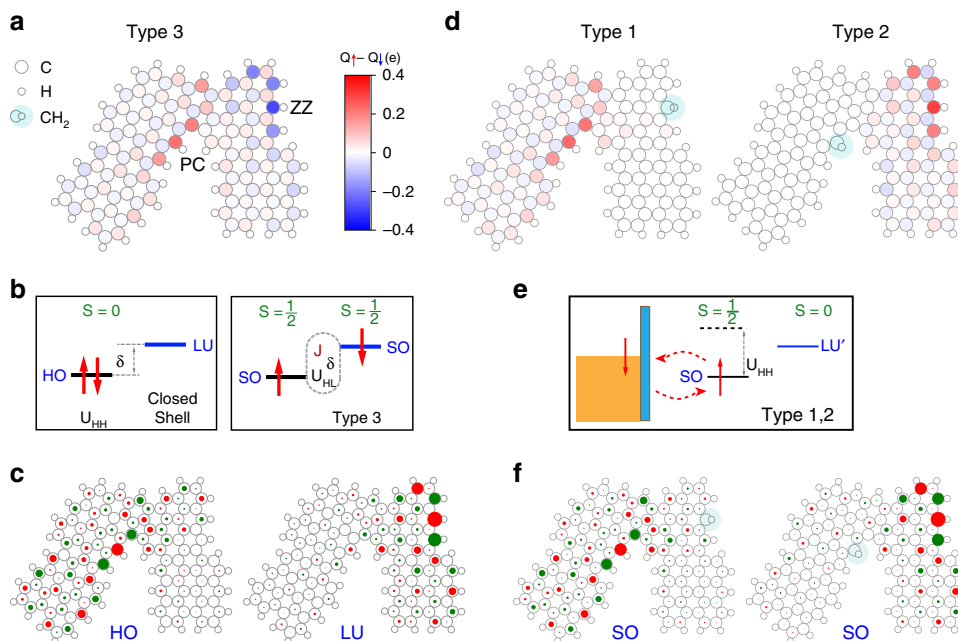 a
Type 3
C
H
CH2
Q↑– Q↓(e)
0.4
0.2
0
−0.2
−0.4
ZZ
PC
d
Type 1
Type 2
b
S = 0
LU
δ
HO
UHH
Closed
Shell
S = 1/2
S = 1/2
J
δ
SO
UHL
SO
Type 3
e
S = 1/2
LU′
SO
UHH
Type 1,2
c
HO
LU
f
SO
SO